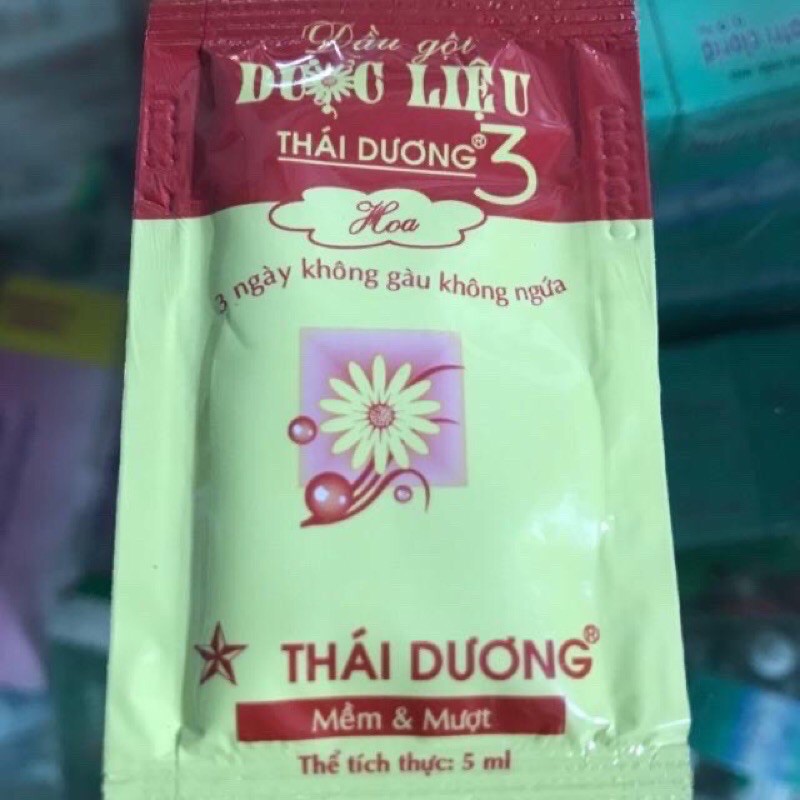 Dầu gội
DƯỢC LIỆU
THÁI DƯƠNG® 3
Hoa
3 ngày không gàu không ngứa
THÁI DƯƠNG®
Mềm & Mượt
Thể tích thực: 5 ml